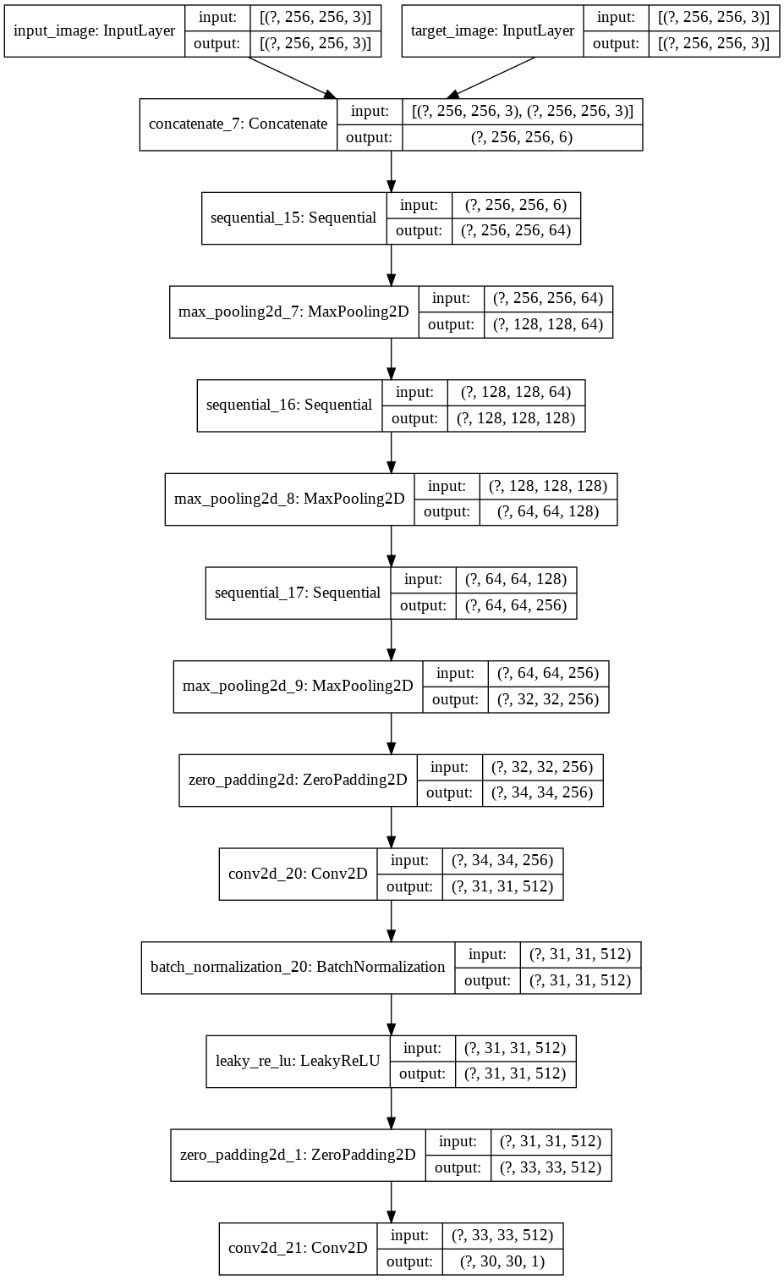 input_image: InputLayer
input: [(?, 256, 256, 3)]
output: [(?, 256, 256, 3)]
target_image: InputLayer
input: [(?, 256, 256, 3)]
output: [(?, 256, 256, 3)]
concatenate_7: Concatenate
input: [(?, 256, 256, 3), (?, 256, 256, 3)]
output: (?, 256, 256, 6)
sequential_15: Sequential
input: (?, 256, 256, 6)
output: (?, 256, 256, 64)
max_pooling2d_7: MaxPooling2D
input: (?, 256, 256, 64)
output: (?, 128, 128, 64)
sequential_16: Sequential
input: (?, 128, 128, 64)
output: (?, 128, 128, 128)
max_pooling2d_8: MaxPooling2D
input: (?, 128, 128, 128)
output: (?, 64, 64, 128)
sequential_17: Sequential
input: (?, 64, 64, 128)
output: (?, 64, 64, 256)
max_pooling2d_9: MaxPooling2D
input: (?, 64, 64, 256)
output: (?, 32, 32, 256)
zero_padding2d: ZeroPadding2D
input: (?, 32, 32, 256)
output: (?, 34, 34, 256)
conv2d_20: Conv2D
input: (?, 34, 34, 256)
output: (?, 31, 31, 512)
batch_normalization_20: BatchNormalization
input: (?, 31, 31, 512)
output: (?, 31, 31, 512)
leaky_re_lu: LeakyReLU
input: (?, 31, 31, 512)
output: (?, 31, 31, 512)
zero_padding2d_1: ZeroPadding2D
input: (?, 31, 31, 512)
output: (?, 33, 33, 512)
conv2d_21: Conv2D
input: (?, 33, 33, 512)
output: (?, 30, 30, 1)